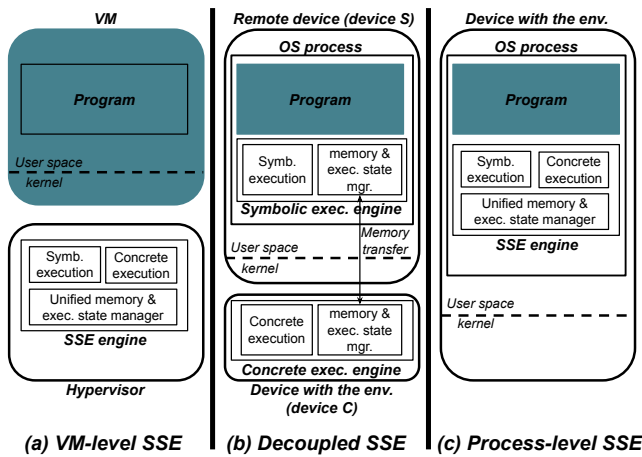 VM
Program
User space
kernel
Symb.
execution
Concrete
execution
Unified memory &
exec. state manager
SSE engine
Hypervisor
(a) VM-level SSE
Remote device (device S)
OS process
Program
Symb.
execution
memory &
exec. state
mgr.
Symbolic exec. engine
Memory
transfer
User space
kernel
Concrete
execution
memory &
exec. state
mgr.
Concrete exec. engine
Device with the env.
(device C)
(b) Decoupled SSE
Device with the env.
OS process
Program
Symb.
execution
Concrete
execution
Unified memory &
exec. state manager
SSE engine
User space
kernel
(c) Process-level SSE